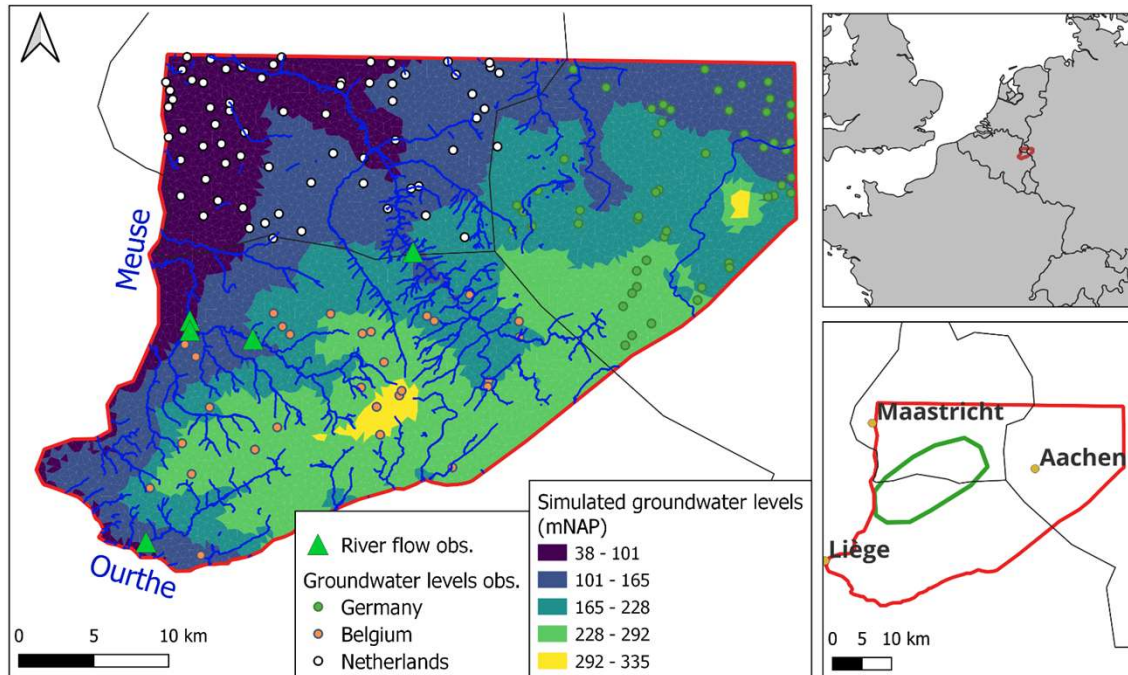 Meuse
Ourthe
0 5 10 km
River flow obs.
Groundwater levels obs.
Germany
Belgium
Netherlands
Simulated groundwater levels
(mNAP)
38 - 101
101 - 165
165 - 228
228 - 292
292 - 335
Maastricht
Aachen
Liège
0 5 10 km